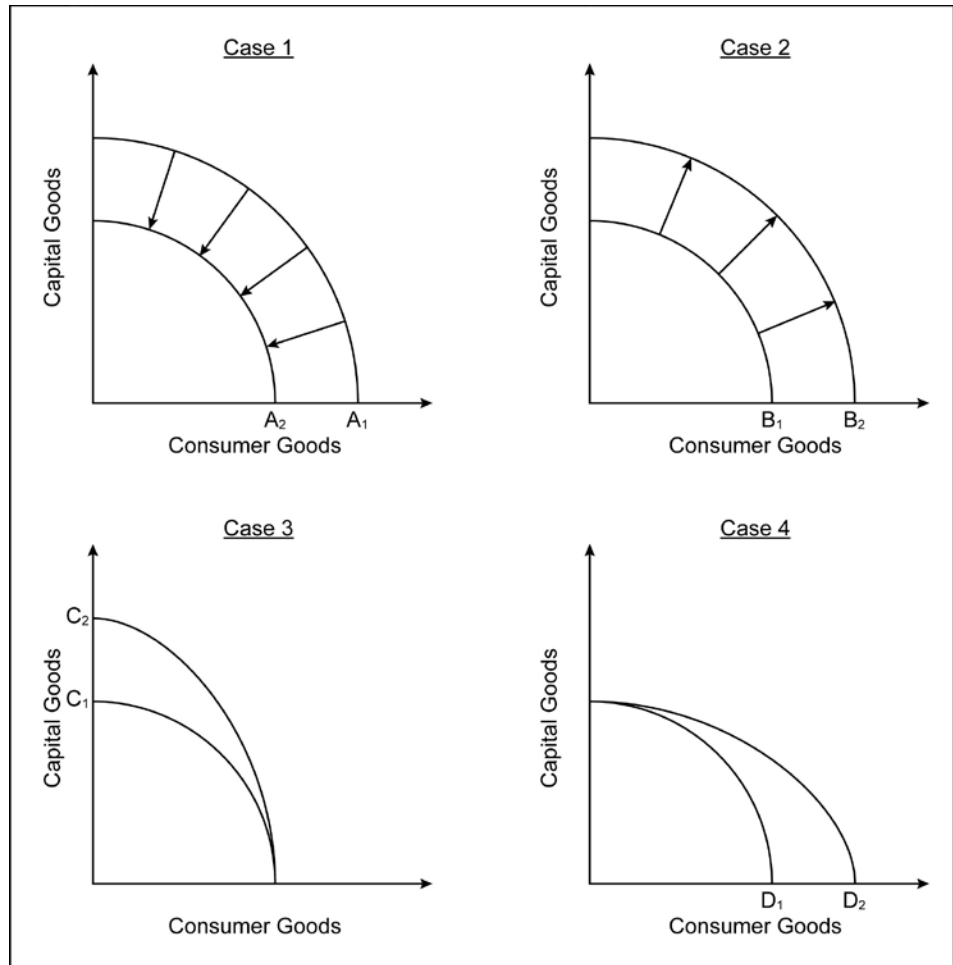 Case 1
Capital Goods
A₂
A₁
Consumer Goods
Case 2
Capital Goods
B₁
B₂
Consumer Goods
Case 3
C₂
Capital Goods
C₁
Consumer Goods
Case 4
Capital Goods
D₁
D₂
Consumer Goods